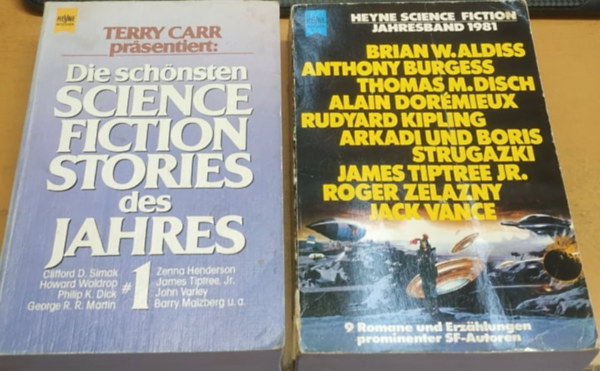 HEYNE
TERRY CARR
präsentiert:
Die schönsten
SCIENCE
FICTION
STORIES
des
JAHRES
#1
Clifford D. Simak
Howard Waldrop
Philip K. Dick
George R. R. Martin
Zenna Henderson
James Tiptree, Jr.
John Varley
Barry Malzberg u. a.
HEYNE
HEYNE SCIENCE FICTION
JAHRESBAND 1981
BRIAN W. ALDISS
ANTHONY BURGESS
THOMAS M. DISCH
ALAIN DORÉMIEUX
RUDYARD KIPLING
ARKADI UND BORIS
STRUGAZKI
JAMES TIPTREE JR.
ROGER ZELAZNY
JACK VANCE
9 Romane und Erzählungen
prominenter SF-Autoren